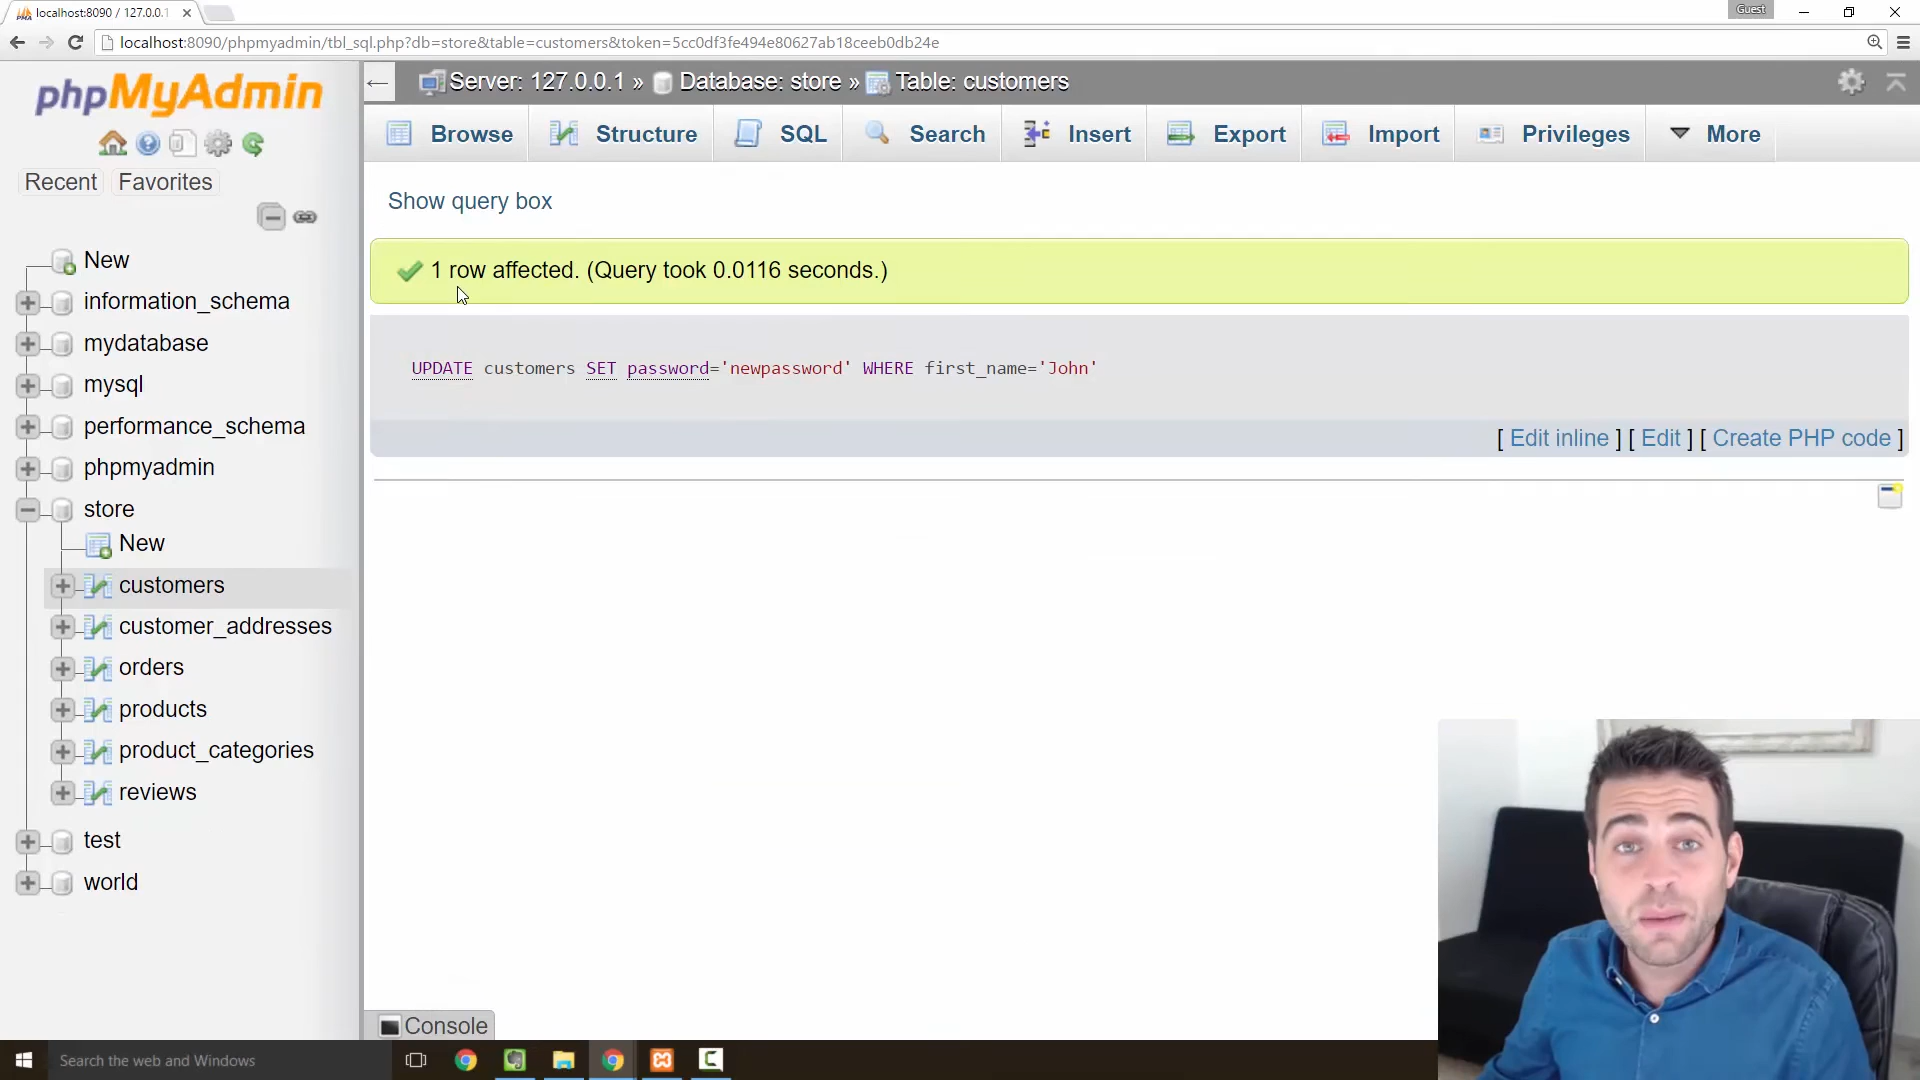 localhost:8090 / 127.0.0.1
Guest
localhost:8090/phpmyadmin/tbl_sql.php?db=store&table=customers&token=5cc0df3fe494e80627ab18ceeb0db24e
phpMyAdmin
Recent Favorites
New
information_schema
mydatabase
mysql
performance_schema
phpmyadmin
store
New
customers
customer_addresses
orders
products
product_categories
reviews
test
world
Server: 127.0.0.1 » Database: store » Table: customers
Browse Structure SQL Search Insert Export Import Privileges More
Show query box
1 row affected. (Query took 0.0116 seconds.)
UPDATE customers SET password='newpassword' WHERE first_name='John'
[ Edit inline ] [ Edit ] [ Create PHP code ]
Console
Search the web and Windows